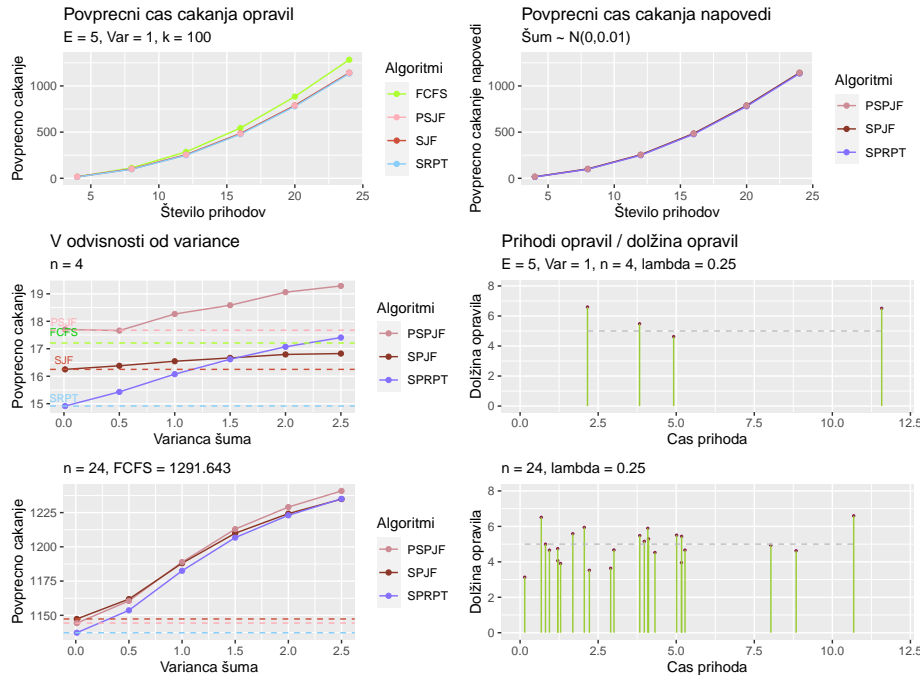 Povprecni cas cakanja opravil
E = 5, Var = 1, k = 100
Povprecno cakanje
1000
500
0
5
10
15
20
25
Število prihodov
Algoritmi
FCFS
PSJF
SJF
SRPT
Povprecni cas cakanja napovedi
Šum ~ N(0,0.01)
Povprecno cakanje napovedi
1000
500
0
5
10
15
20
25
Število prihodov
Algoritmi
PSPJF
SPJF
SPRPT
V odvisnosti od variance
n = 4
Povprecno cakanje
19
18
17
16
15
PSJF
FCFS
SJF
SRPT
0.0
0.5
1.0
1.5
2.0
2.5
Varianca šuma
Algoritmi
PSPJF
SPJF
SPRPT
Prihodi opravil / dolžina opravil
E = 5, Var = 1, n = 4, lambda = 0.25
Dolžina opravila
8
6
4
2
0
0.0
2.5
5.0
7.5
10.0
12.5
Cas prihoda
n = 24, FCFS = 1291.643
Povprecno cakanje
1225
1200
1175
1150
0.0
0.5
1.0
1.5
2.0
2.5
Varianca šuma
Algoritmi
PSPJF
SPJF
SPRPT
n = 24, lambda = 0.25
Dolžina opravila
8
6
4
2
0
0.0
2.5
5.0
7.5
10.0
12.5
Cas prihoda